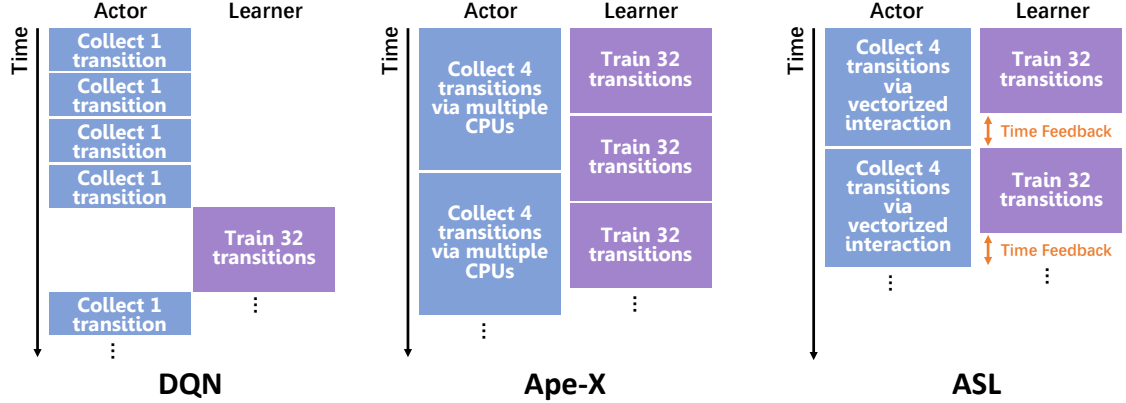 Actor
Learner
Time
Collect 1
transition
Collect 1
transition
Collect 1
transition
Collect 1
transition
Train 32
transitions
Collect 1
transition
...
...
DQN
Actor
Learner
Time
Collect 4
transitions
via multiple
CPUs
Collect 4
transitions
via multiple
CPUs
...
Train 32
transitions
Train 32
transitions
Train 32
transitions
...
Ape-X
Actor
Learner
Time
Collect 4
transitions
via
vectorized
interaction
Collect 4
transitions
via
vectorized
interaction
...
Train 32
transitions
Time Feedback
Train 32
transitions
Time Feedback
...
ASL